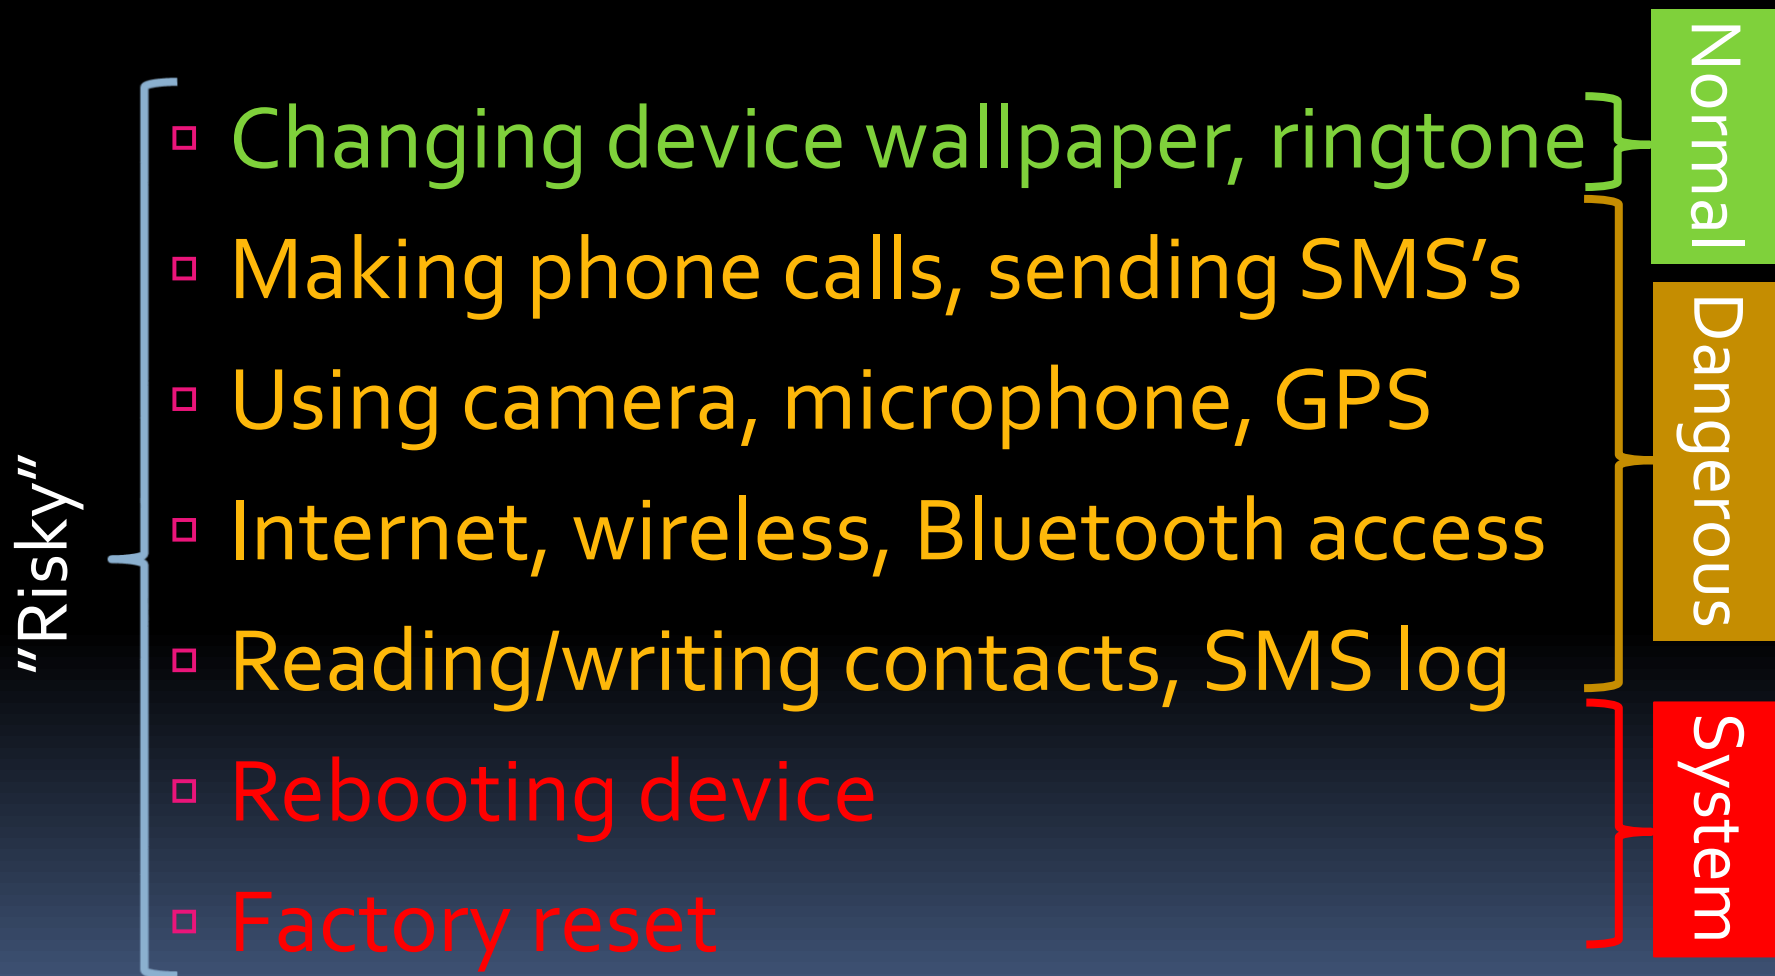 "Risky"
Changing device wallpaper, ringtone
Making phone calls, sending SMS’s
Using camera, microphone, GPS
Internet, wireless, Bluetooth access
Reading/writing contacts, SMS log
Rebooting device
Factory reset
Normal
Dangerous
System